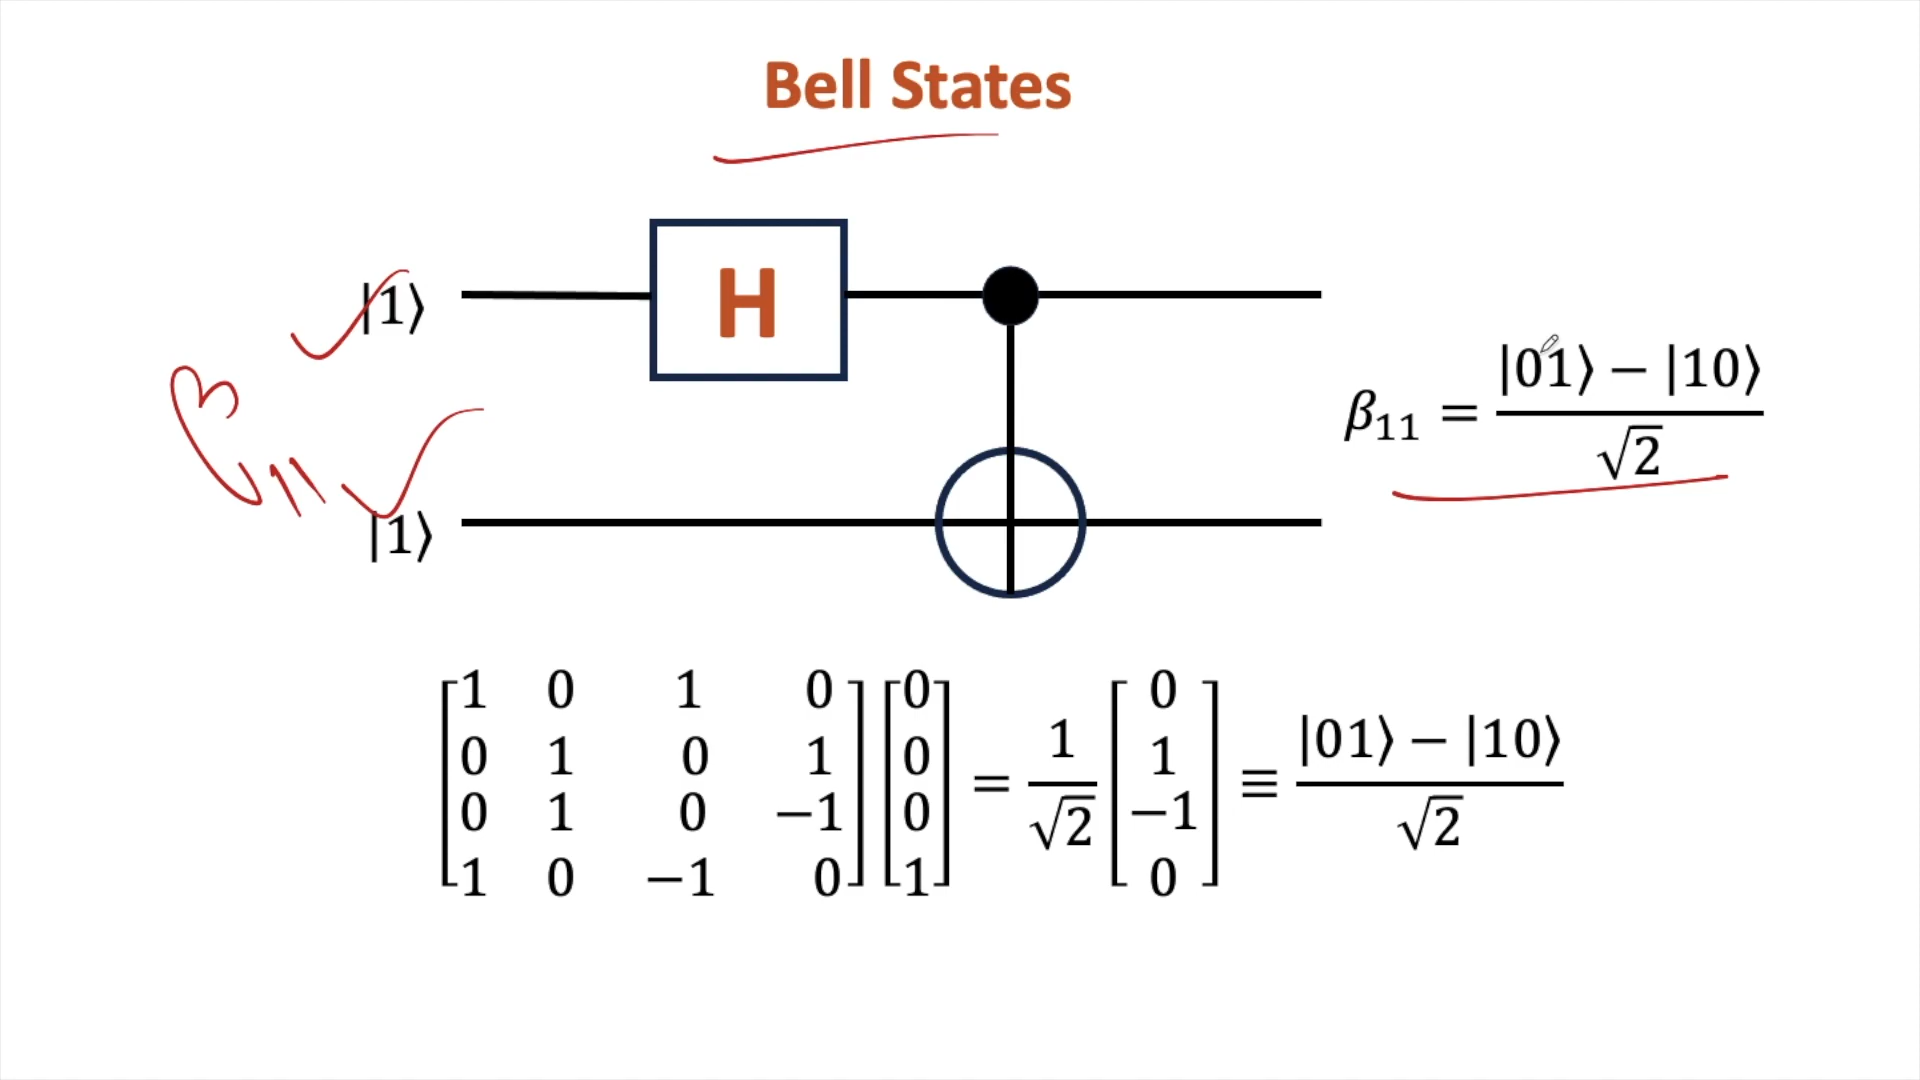 Bell States
|1⟩
H
β11
|1⟩
β₁₁ = |01⟩ − |10⟩ / √2
[1 0 1 0] [0] [0]
[0 1 0 1] [0] = 1/√2 [1] ≡ |01⟩ − |10⟩ / √2
[0 1 0 −1] [0] [−1]
[1 0 −1 0] [1] [0]